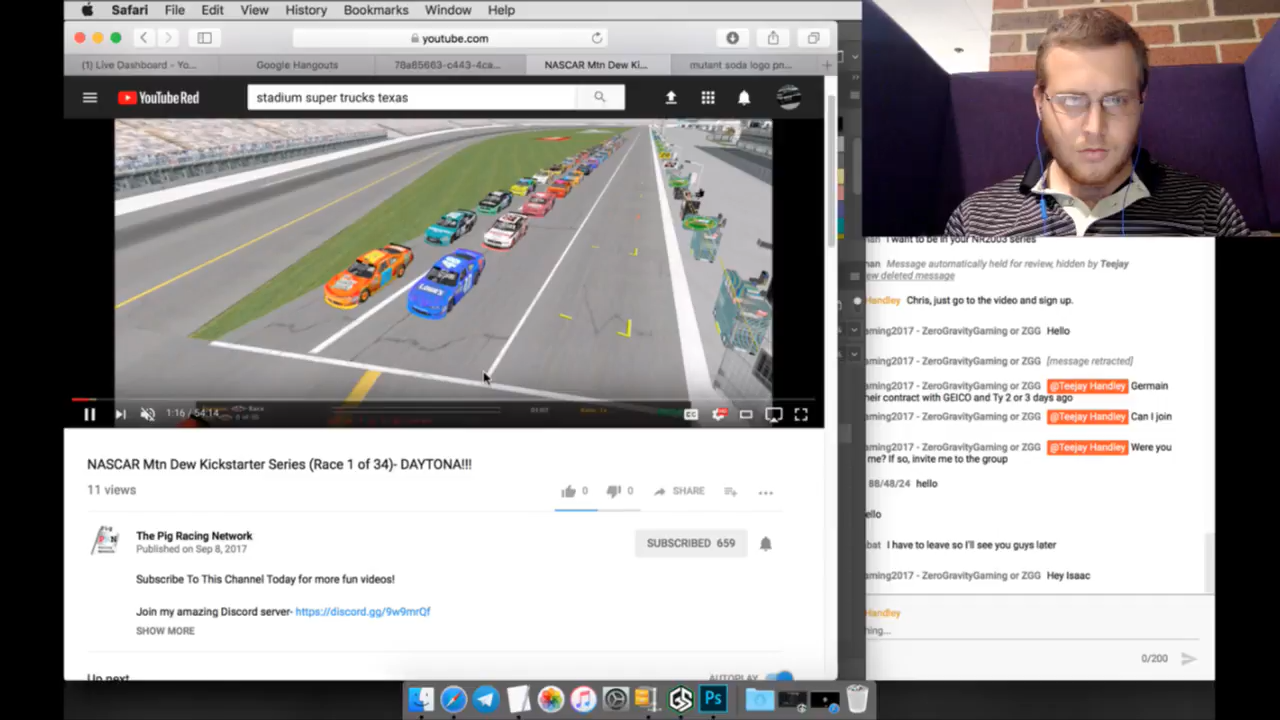 Safari File Edit View History Bookmarks Window Help
youtube.com
(1) Live Dashboard - Yo...
Google Hangouts
78a85663-c443-4ca...
NASCAR Mtn Dew Ki...
mutant soda logo pn...
YouTube Red
stadium super trucks texas
LOWE'S
1:16 / 54:14
NASCAR Mtn Dew Kickstarter Series (Race 1 of 34)- DAYTONA!!!
11 views
0
0
SHARE
The Pig Racing Network
Published on Sep 8, 2017
SUBSCRIBED 659
Subscribe To This Channel Today for more fun videos!
Join my amazing Discord server- https://discord.gg/9w9mrQf
SHOW MORE
Up next
AUTOPLAY
I want to be in your NR2003 series
Message automatically held for review, hidden by Teejay
deleted message
Handley Chris, just go to the video and sign up.
aming2017 - ZeroGravityGaming or ZGG Hello
aming2017 - ZeroGravityGaming or ZGG [message retracted]
aming2017 - ZeroGravityGaming or ZGG @Teejay Handley Germain
heir contract with GEICO and Ty 2 or 3 days ago
aming2017 - ZeroGravityGaming or ZGG @Teejay Handley Can I join
aming2017 - ZeroGravityGaming or ZGG @Teejay Handley Were you
me? If so, invite me to the group
88/48/24 hello
ello
bat I have to leave so I'll see you guys later
aming2017 - ZeroGravityGaming or ZGG Hey Isaac
Handley
hing...
0/200
Ps